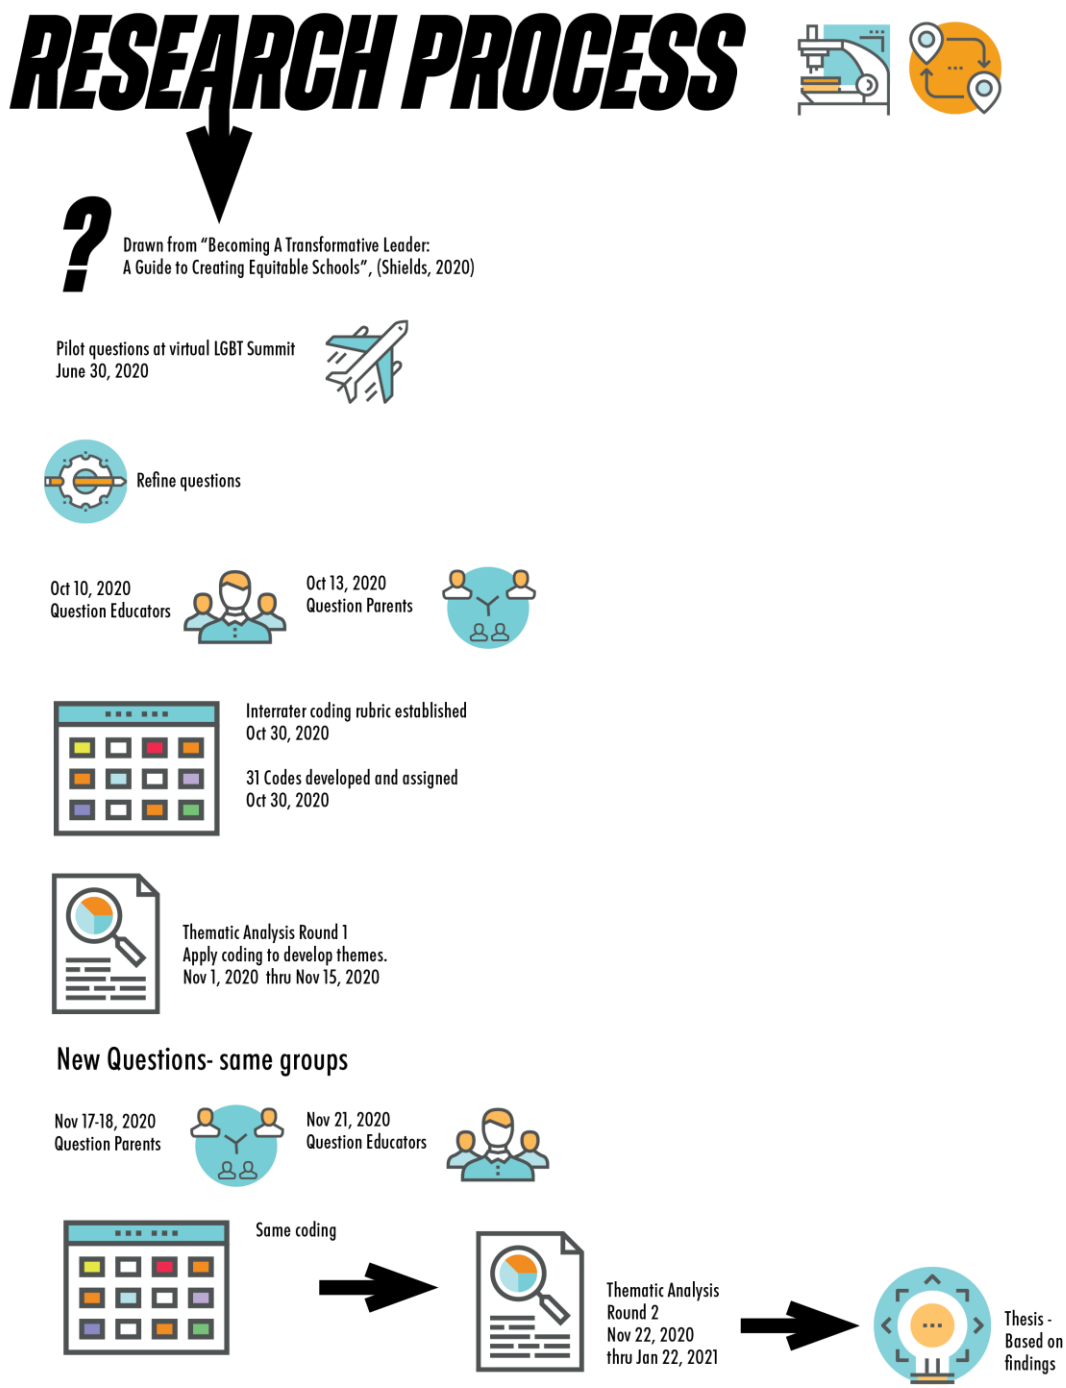 RESEARCH PROCESS
?
Drawn from “Becoming A Transformative Leader:
A Guide to Creating Equitable Schools”, (Shields, 2020)
Pilot questions at virtual LGBT Summit
June 30, 2020
Refine questions
Oct 10, 2020
Question Educators
Oct 13, 2020
Question Parents
Interrater coding rubric established
Oct 30, 2020
31 Codes developed and assigned
Oct 30, 2020
Thematic Analysis Round 1
Apply coding to develop themes.
Nov 1, 2020 thru Nov 15, 2020
New Questions- same groups
Nov 17-18, 2020
Question Parents
Nov 21, 2020
Question Educators
Same coding
Thematic Analysis
Round 2
Nov 22, 2020
thru Jan 22, 2021
Thesis -
Based on
findings